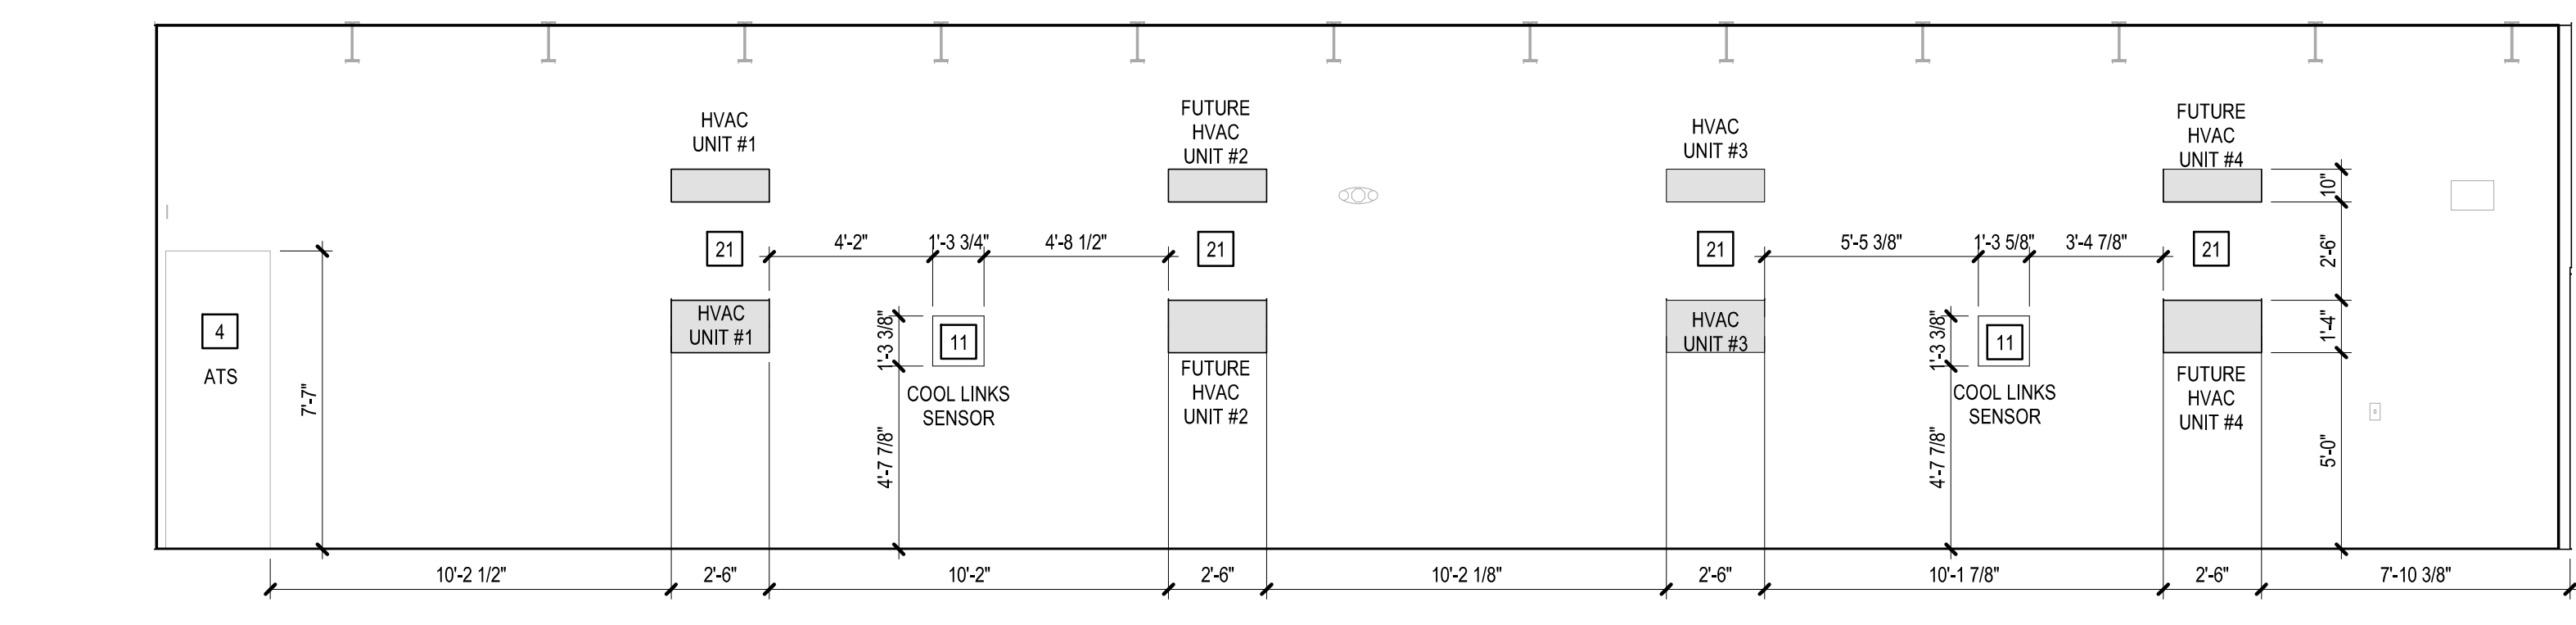 HVAC
UNIT #1
FUTURE
HVAC
UNIT #2
HVAC
UNIT #3
FUTURE
HVAC
UNIT #4
10"
21
4'-2"
1'-3 3/4"
4'-8 1/2"
21
21
5'-5 3/8"
1'-3 5/8"
3'-4 7/8"
21
2'-6"
4
ATS
7'-7"
HVAC
UNIT #1
1'-3 3/8"
11
COOL LINKS
SENSOR
4'-7 7/8"
FUTURE
HVAC
UNIT #2
HVAC
UNIT #3
1'-3 3/8"
11
COOL LINKS
SENSOR
4'-7 7/8"
FUTURE
HVAC
UNIT #4
1'-4"
5'-0"
10'-2 1/2"
2'-6"
10'-2"
2'-6"
10'-2 1/8"
2'-6"
10'-1 7/8"
2'-6"
7'-10 3/8"